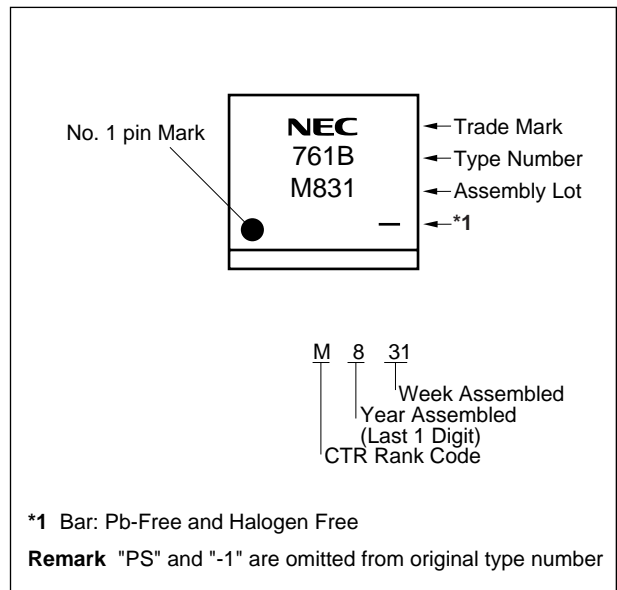 No. 1 pin Mark
NEC
761B
M831
Trade Mark
Type Number
Assembly Lot
*1
M 8 31
Week Assembled
Year Assembled
(Last 1 Digit)
CTR Rank Code
*1 Bar: Pb-Free and Halogen Free
Remark "PS" and "-1" are omitted from original type number